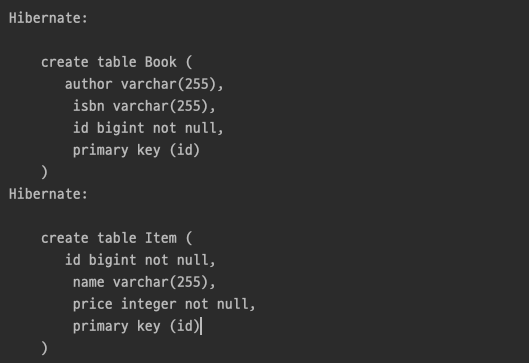 Hibernate:
create table Book (
author varchar(255),
isbn varchar(255),
id bigint not null,
primary key (id)
)
Hibernate:
create table Item (
id bigint not null,
name varchar(255),
price integer not null,
primary key (id)
)